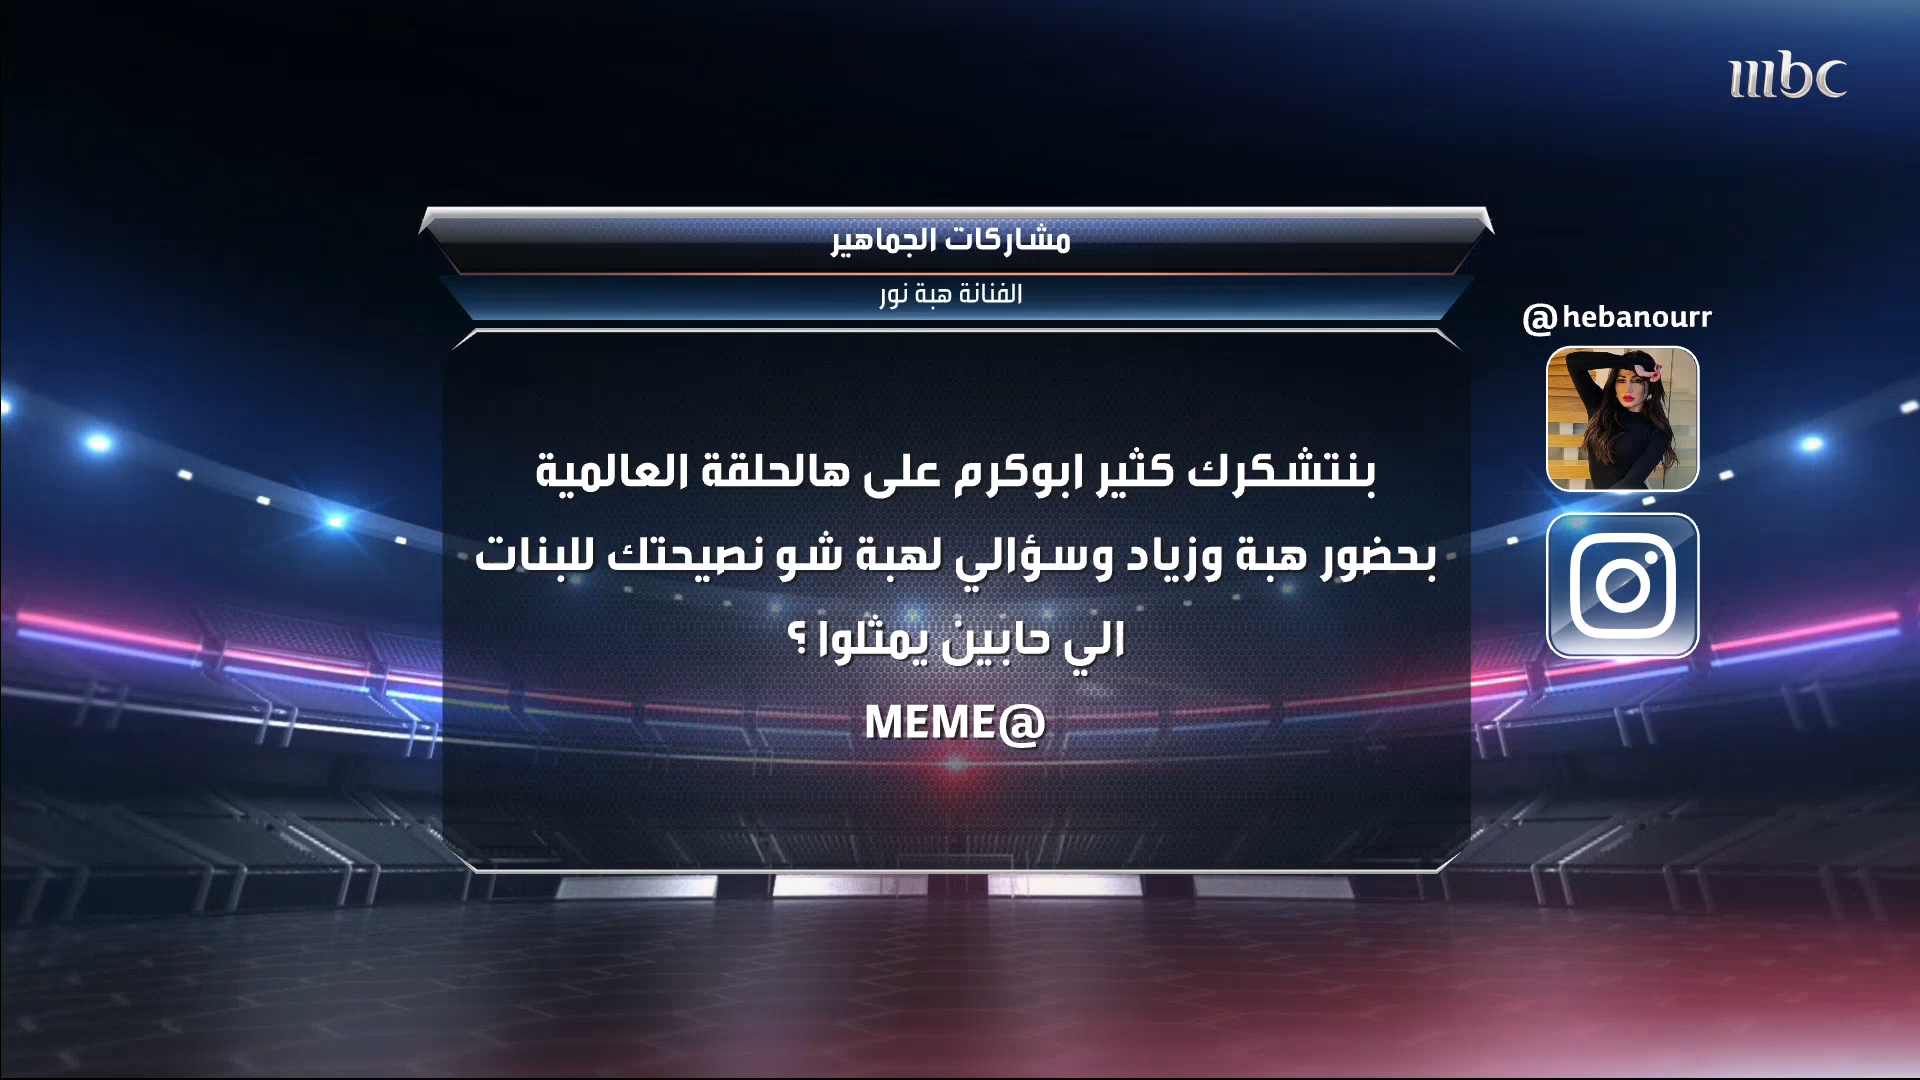 mbc
مشاركات الجماهير
الفنانة هبة نور
@hebanourr
بنتشكرك كثير ابوكرم على هالحلقة العالمية
بحضور هبة وزياد وسؤالي لهبة شو نصيحتك للبنات
الي حابين يمثلوا ؟
MEME@